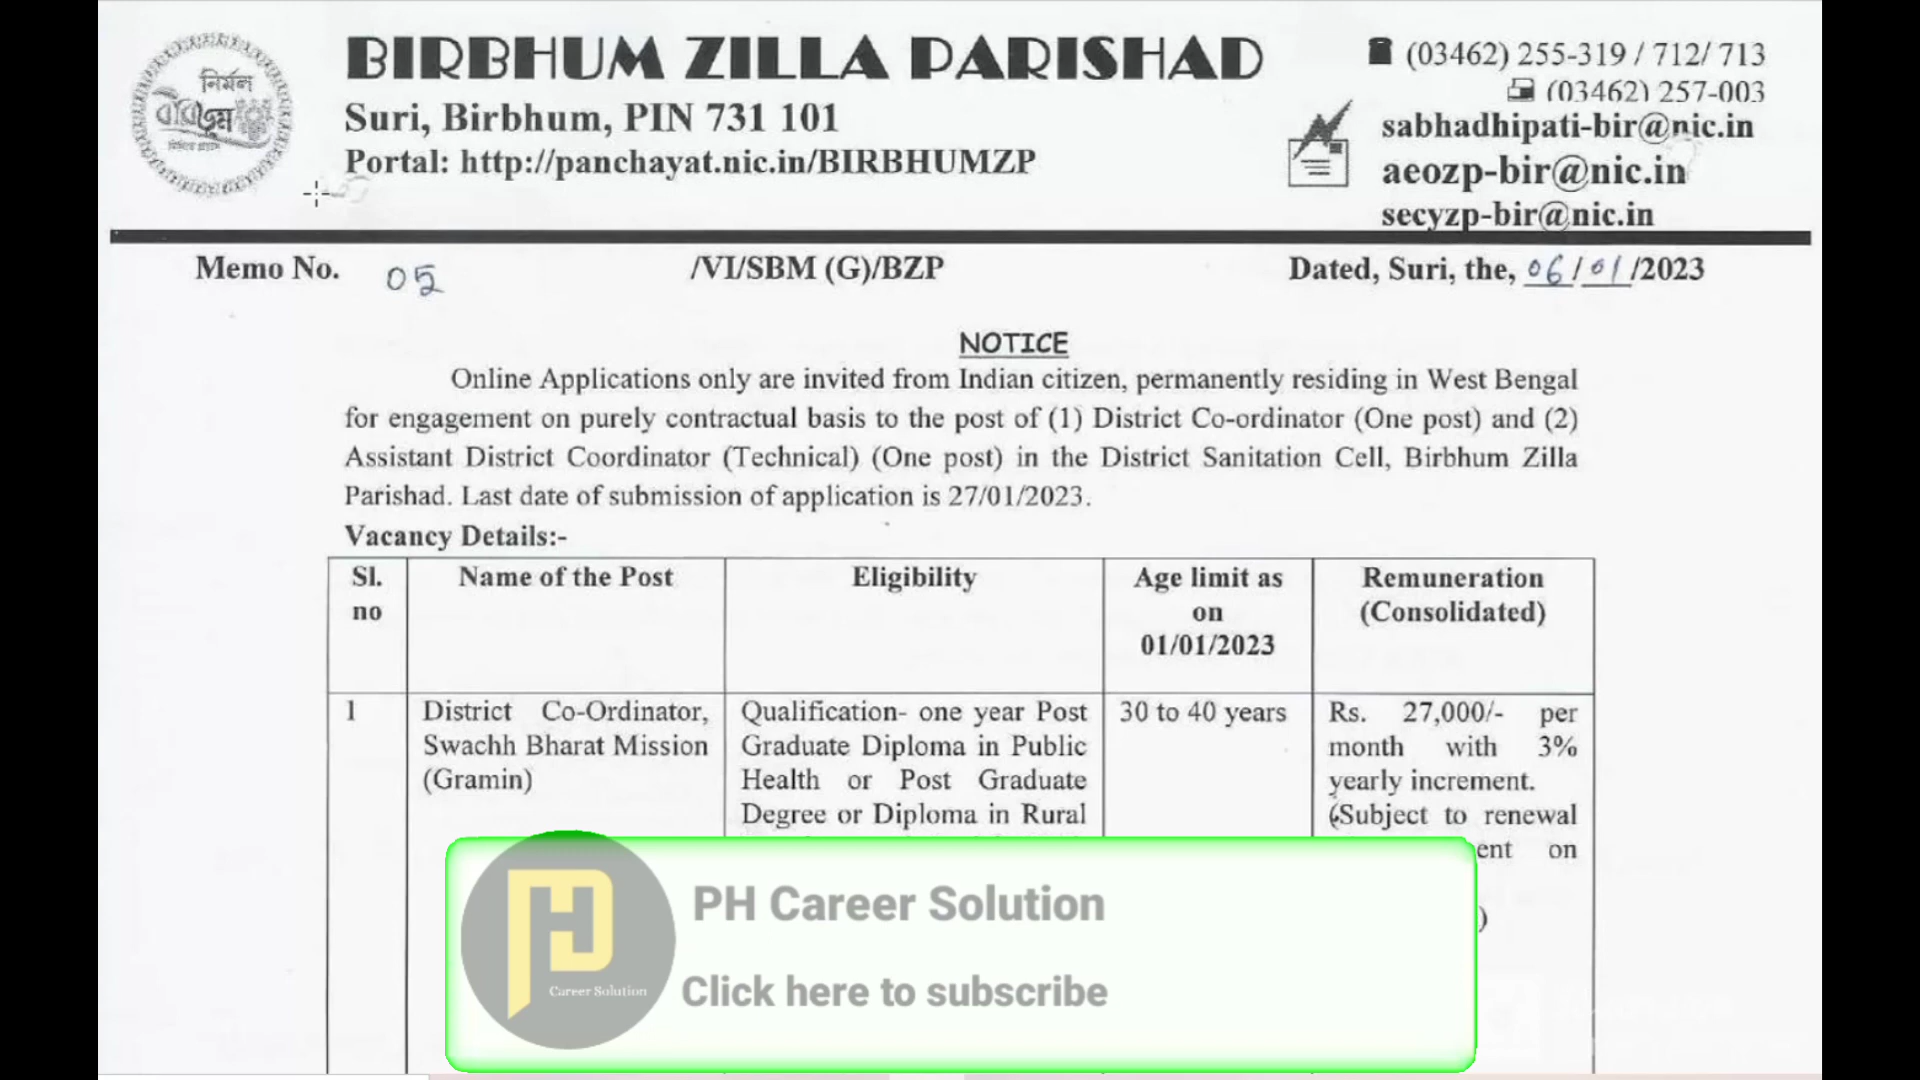 নির্মল
বীরভূম
BIRBHUM ZILLA PARISHAD
Suri, Birbhum, PIN 731 101
Portal: http://panchayat.nic.in/BIRBHUMZP
(03462) 255-319 / 712/ 713
(03462) 257-003
sabhadhipati-bir@nic.in
aeozp-bir@nic.in
secyzp-bir@nic.in
Memo No. 05 /VI/SBM (G)/BZP Dated, Suri, the, 06/01/2023
NOTICE
Online Applications only are invited from Indian citizen, permanently residing in West Bengal
for engagement on purely contractual basis to the post of (1) District Co-ordinator (One post) and (2)
Assistant District Coordinator (Technical) (One post) in the District Sanitation Cell, Birbhum Zilla
Parishad. Last date of submission of application is 27/01/2023.
Vacancy Details:-
Sl.
no
Name of the Post
Eligibility
Age limit as
on
01/01/2023
Remuneration
(Consolidated)
1
District Co-Ordinator,
Swachh Bharat Mission
(Gramin)
Qualification- one year Post
Graduate Diploma in Public
Health or Post Graduate
Degree or Diploma in Rural
30 to 40 years
Rs. 27,000/- per
month with 3%
yearly increment.
(Subject to renewal
ent on
)
PH Career Solution
Click here to subscribe
Career Solution